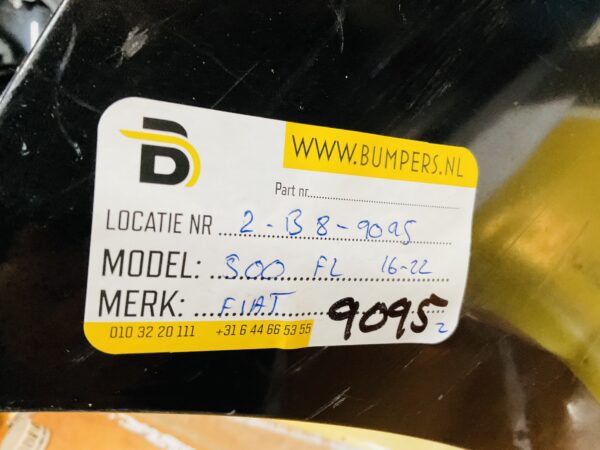 B
WWW.BUMPERS.NL
Part nr
LOCATIE NR 2-B8-9095
MODEL: 500 FL 16-22
MERK: FIAT 9095 2
010 32 20 111 +31 6 44 66 53 55